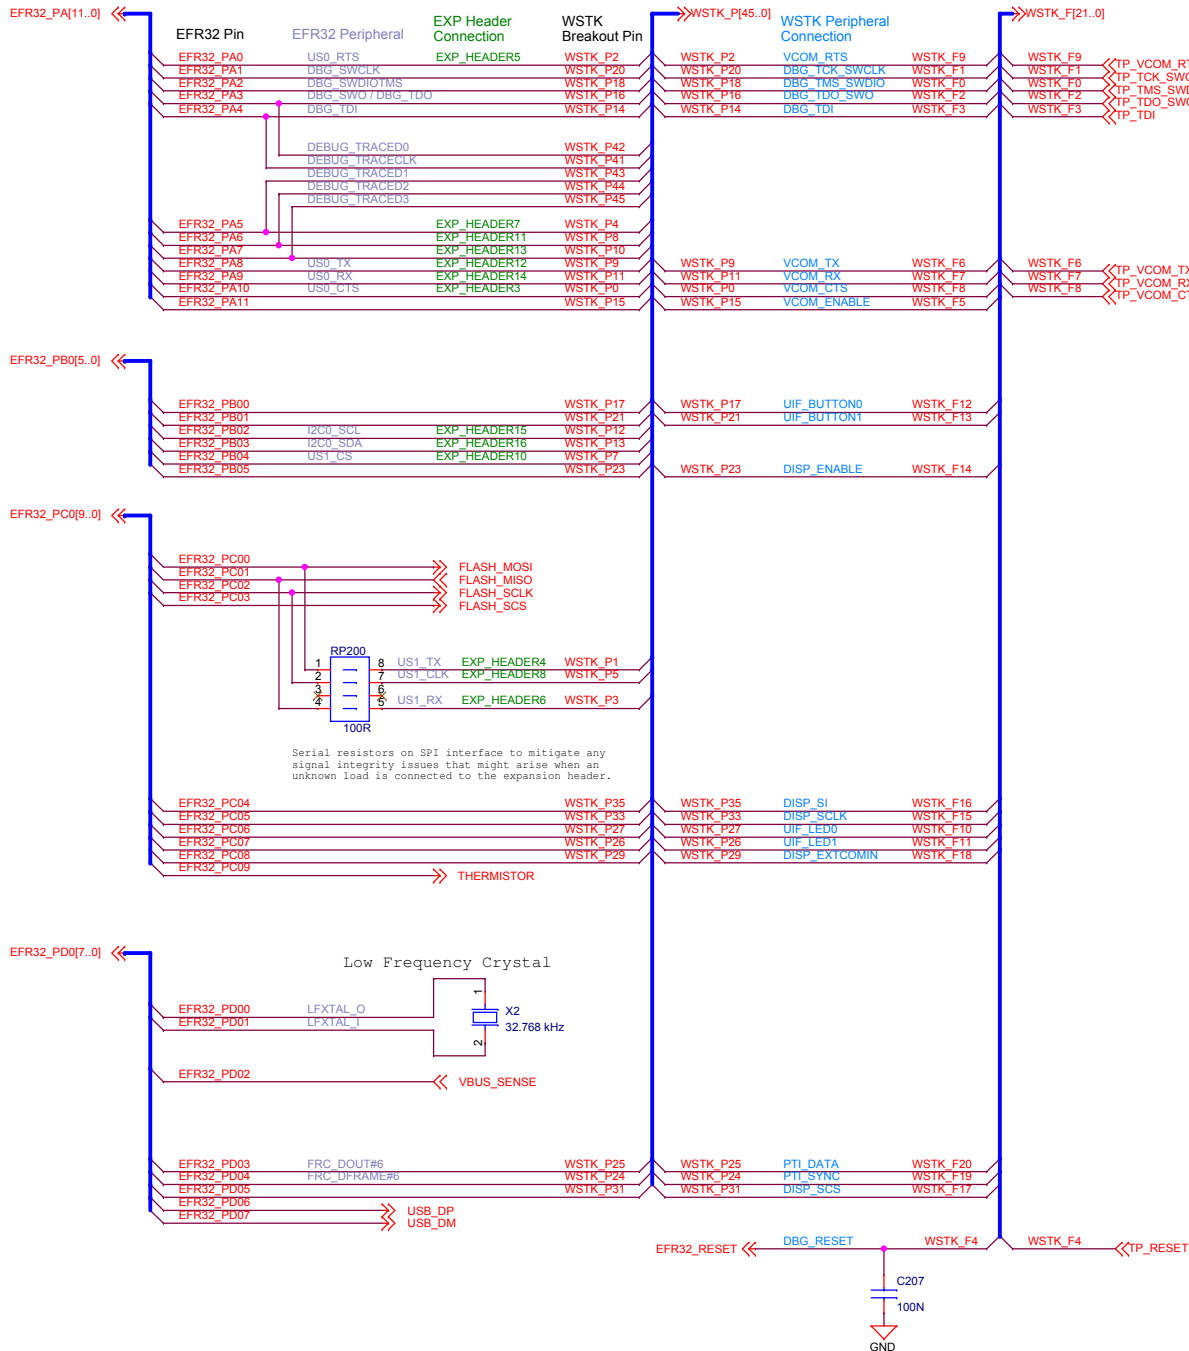 EFR32_PA[11..0] WSTK_P[45..0] WSTK_F[21..0]
EFR32 Pin EFR32 Peripheral EXP Header Connection WSTK Breakout Pin WSTK Peripheral Connection
EFR32_PA0 US0_RTS EXP_HEADER5 WSTK_P2 WSTK_P2 VCOM_RTS WSTK_F9 WSTK_F9 TP_VCOM_RT
EFR32_PA1 DBG_SWCLK WSTK_P20 WSTK_P20 DBG_TCK_SWCLK WSTK_F1 WSTK_F1 TP_TCK_SWC
EFR32_PA2 DBG_SWDIOTMS WSTK_P18 WSTK_P18 DBG_TMS_SWDIO WSTK_F0 WSTK_F0 TP_TMS_SWD
EFR32_PA3 DBG_SWO / DBG_TDO WSTK_P16 WSTK_P16 DBG_TDO_SWO WSTK_F2 WSTK_F2 TP_TDO_SWO
EFR32_PA4 DBG_TDI WSTK_P14 WSTK_P14 DBG_TDI WSTK_F3 WSTK_F3 TP_TDI
DEBUG_TRACED0 WSTK_P42
DEBUG_TRACECLK WSTK_P41
DEBUG_TRACED1 WSTK_P43
DEBUG_TRACED2 WSTK_P44
DEBUG_TRACED3 WSTK_P45
EFR32_PA5 EXP_HEADER7 WSTK_P4
EFR32_PA6 EXP_HEADER11 WSTK_P8
EFR32_PA7 EXP_HEADER13 WSTK_P10
EFR32_PA8 US0_TX EXP_HEADER12 WSTK_P9 WSTK_P9 VCOM_TX WSTK_F6 WSTK_F6 TP_VCOM_TX
EFR32_PA9 US0_RX EXP_HEADER14 WSTK_P11 WSTK_P11 VCOM_RX WSTK_F7 WSTK_F7 TP_VCOM_RX
EFR32_PA10 US0_CTS EXP_HEADER3 WSTK_P0 WSTK_P0 VCOM_CTS WSTK_F8 WSTK_F8 TP_VCOM_CT
EFR32_PA11 WSTK_P15 WSTK_P15 VCOM_ENABLE WSTK_F5
EFR32_PB0[5..0]
EFR32_PB00 WSTK_P17 WSTK_P17 UIF_BUTTON0 WSTK_F12
EFR32_PB01 WSTK_P21 WSTK_P21 UIF_BUTTON1 WSTK_F13
EFR32_PB02 I2C0_SCL EXP_HEADER15 WSTK_P12
EFR32_PB03 I2C0_SDA EXP_HEADER16 WSTK_P13
EFR32_PB04 US1_CS EXP_HEADER10 WSTK_P7
EFR32_PB05 WSTK_P23 WSTK_P23 DISP_ENABLE WSTK_F14
EFR32_PC0[9..0]
EFR32_PC00 FLASH_MOSI
EFR32_PC01 FLASH_MISO
EFR32_PC02 FLASH_SCLK
EFR32_PC03 FLASH_SCS
RP200
1 8 US1_TX EXP_HEADER4 WSTK_P1
2 7 US1_CLK EXP_HEADER8 WSTK_P5
3 6
4 5 US1_RX EXP_HEADER6 WSTK_P3
100R
Serial resistors on SPI interface to mitigate any
signal integrity issues that might arise when an
unknown load is connected to the expansion header.
EFR32_PC04 WSTK_P35 WSTK_P35 DISP_SI WSTK_F16
EFR32_PC05 WSTK_P33 WSTK_P33 DISP_SCLK WSTK_F15
EFR32_PC06 WSTK_P27 WSTK_P27 UIF_LED0 WSTK_F10
EFR32_PC07 WSTK_P26 WSTK_P26 UIF_LED1 WSTK_F11
EFR32_PC08 WSTK_P29 WSTK_P29 DISP_EXTCOMIN WSTK_F18
EFR32_PC09 THERMISTOR
EFR32_PD0[7..0]
Low Frequency Crystal
1
EFR32_PD00 LFXTAL_O X2
EFR32_PD01 LFXTAL_I 32.768 kHz
2
EFR32_PD02 VBUS_SENSE
EFR32_PD03 FRC_DOUT#6 WSTK_P25 WSTK_P25 PTI_DATA WSTK_F20
EFR32_PD04 FRC_DFRAME#6 WSTK_P24 WSTK_P24 PTI_SYNC WSTK_F19
EFR32_PD05 WSTK_P31 WSTK_P31 DISP_SCS WSTK_F17
EFR32_PD06 USB_DP
EFR32_PD07 USB_DM
EFR32_RESET DBG_RESET WSTK_F4 WSTK_F4 TP_RESET
C207
100N
GND